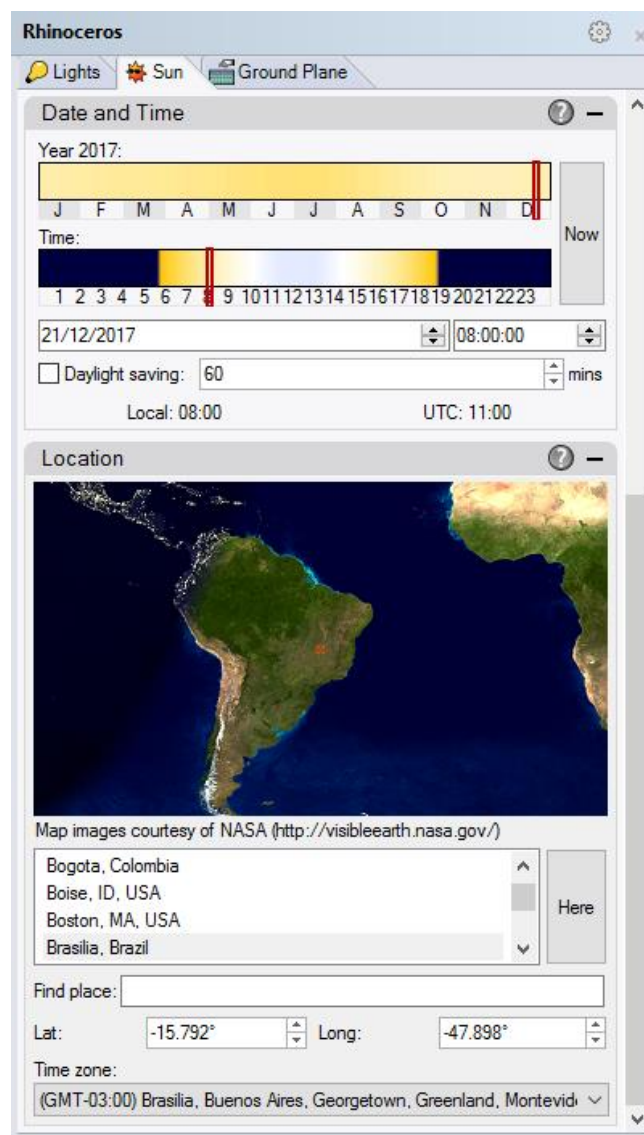 Rhinoceros
Lights Sun Ground Plane
Date and Time
Year 2017:
J F M A M J J A S O N D
Time:
Now
1 2 3 4 5 6 7 8 9 10 11 12 13 14 15 16 17 18 19 20 21 22 23
21/12/2017 08:00:00
Daylight saving: 60 mins
Local: 08:00 UTC: 11:00
Location
Map images courtesy of NASA (http://visibleearth.nasa.gov/)
Bogota, Colombia
Boise, ID, USA
Boston, MA, USA
Brasilia, Brazil
Here
Find place:
Lat: -15.792° Long: -47.898°
Time zone:
(GMT-03:00) Brasilia, Buenos Aires, Georgetown, Greenland, Montevid